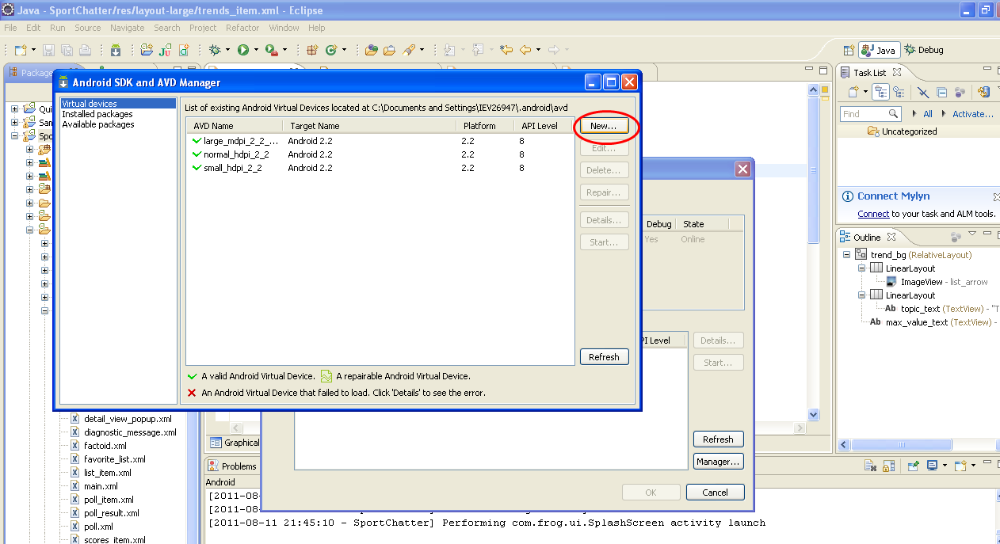 Java - SportChatter/res/layout-large/trends_item.xml - Eclipse
File Edit Run Source Navigate Search Project Refactor Window Help
Java Debug
Package
Task List
Android SDK and AVD Manager
Virtual devices
Installed packages
Available packages
List of existing Android Virtual Devices located at C:\Documents and Settings\IEV26947\.android\avd
AVD Name Target Name Platform API Level
large_mdpi_2_2_... Android 2.2 2.2 8
normal_hdpi_2_2 Android 2.2 2.2 8
small_hdpi_2_2 Android 2.2 2.2 8
New...
Edit...
Delete...
Repair...
Details...
Start...
Refresh
A valid Android Virtual Device. A repairable Android Virtual Device.
An Android Virtual Device that failed to load. Click 'Details' to see the error.
Find All Activate...
Uncategorized
Connect Mylyn
Connect to your task and ALM tools.
Outline
trend_bg (RelativeLayout)
LinearLayout
ImageView - list_arrow
LinearLayout
Ab topic_text (TextView) - "T
Ab max_value_text (TextView) -
Debug State
Yes Online
PI Level
Details...
Start...
Refresh
Manager...
OK Cancel
Qui
San
Spo
detail_view_popup.xml
diagnostic_message.xml
factoid.xml
favorite_list.xml
list_item.xml
main.xml
poll_item.xml
poll_result.xml
poll.xml
scores_item.xml
Graphical
Problems
Android
[2011-08-
[2011-08-
[2011-08-11 21:45:10 - SportChatter] Performing com.frog.ui.SplashScreen activity launch